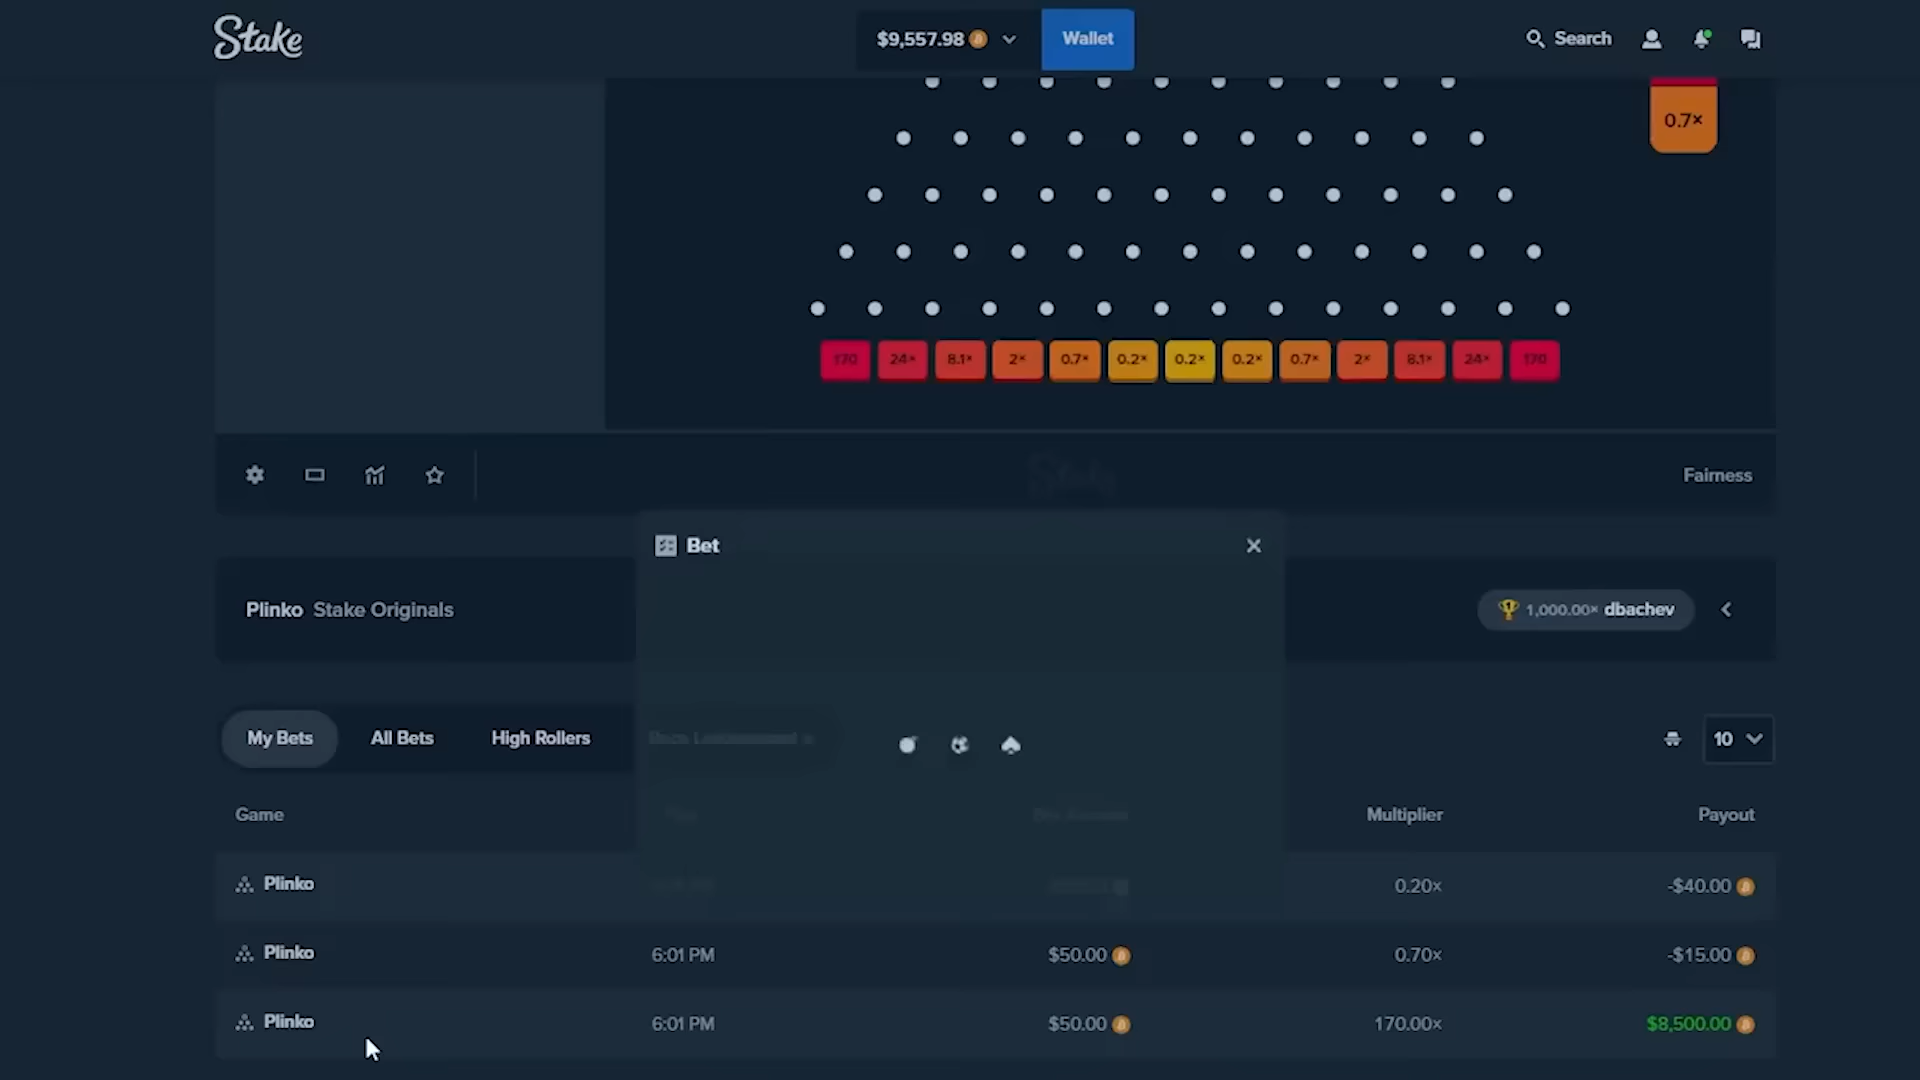 Stake
$9,557.98
Wallet
Search
0.7×
170 24× 8.1× 2× 0.7× 0.2× 0.2× 0.2× 0.7× 2× 8.1× 24× 170
Stake
Fairness
Bet
Plinko Stake Originals
1,000.00× dbachev
My Bets All Bets High Rollers
10
Game Multiplier Payout
Plinko 0.20× -$40.00
Plinko 6:01 PM $50.00 0.70× -$15.00
Plinko 6:01 PM $50.00 170.00× $8,500.00